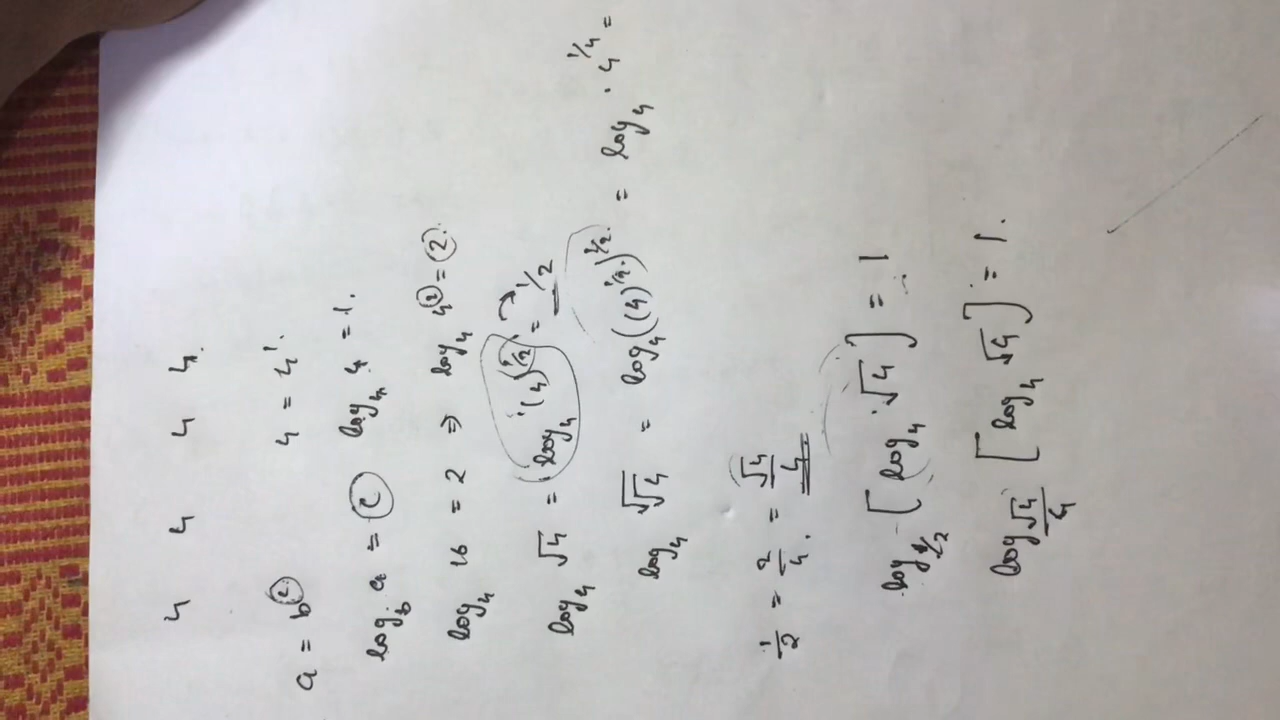 4 4 4 4.
a = b^② 4 = 4¹.
log_b a = ⓒ log_4 4 = 1.
log_4 16 = 2 ⇒ log_4 4^② = ②.
log_4 √4 = log_4 (4)^(1/2) = 1/2
log_4 √√4 = log_4 ((4)^(1/2))^(1/2) = log_4 4^(1/4) =
1/2 = 2/4. = √4/4
log_(1/2) [log_4 √4] = 1
log_(√4/4) [log_4 √4] = 1.